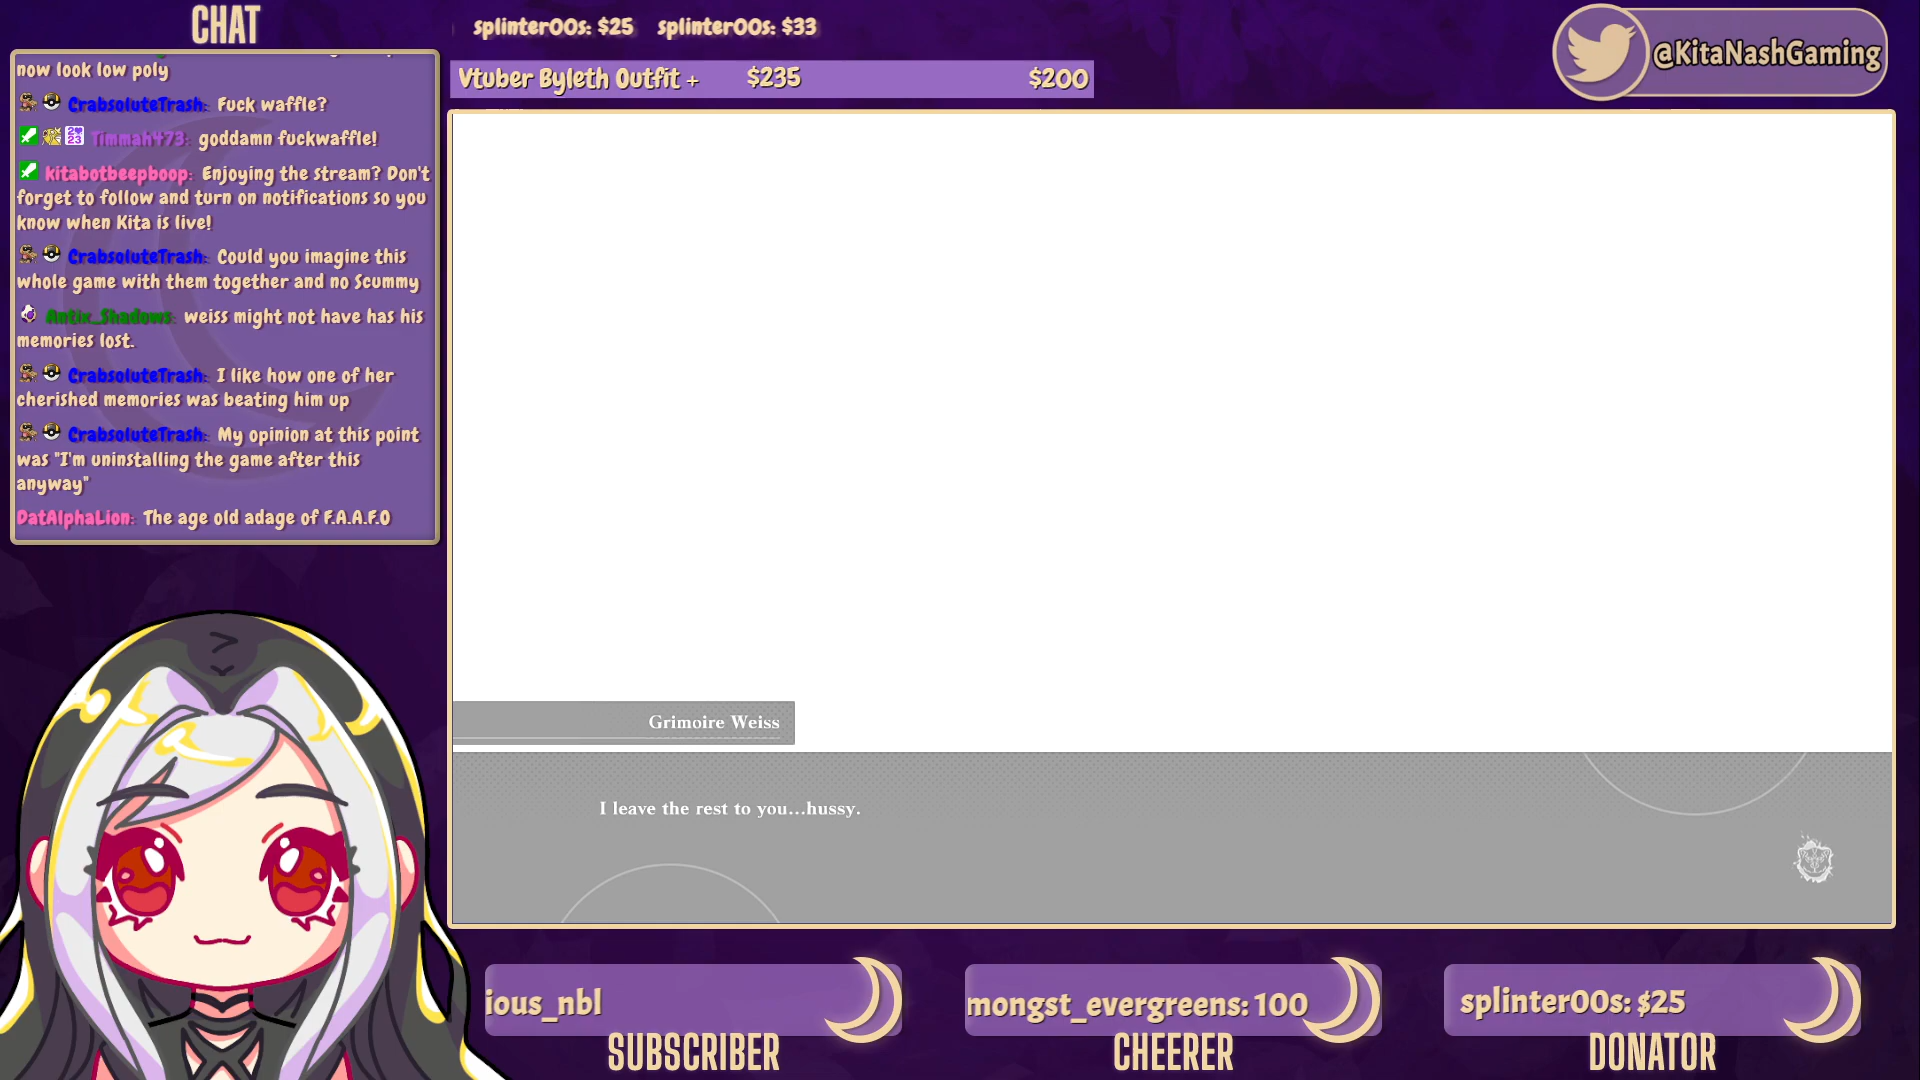 CHAT
now look low poly
CrabsoluteTrash: Fuck waffle?
Timmah473: goddamn fuckwaffle!
kitabotbeepboop: Enjoying the stream? Don't
forget to follow and turn on notifications so you
know when Kita is live!
CrabsoluteTrash: Could you imagine this
whole game with them together and no Scummy
Antix_Shadows: weiss might not have has his
memories lost.
CrabsoluteTrash: I like how one of her
cherished memories was beating him up
CrabsoluteTrash: My opinion at this point
was "I'm uninstalling the game after this
anyway"
DatAlphaLion: The age old adage of F.A.A.F.O
splinter00s: $25 splinter00s: $33
Vtuber Byleth Outfit + $235 $200
@KitaNashGaming
Grimoire Weiss
I leave the rest to you...hussy.
ious_nbl
SUBSCRIBER
mongst_evergreens: 100
CHEERER
splinter00s: $25
DONATOR